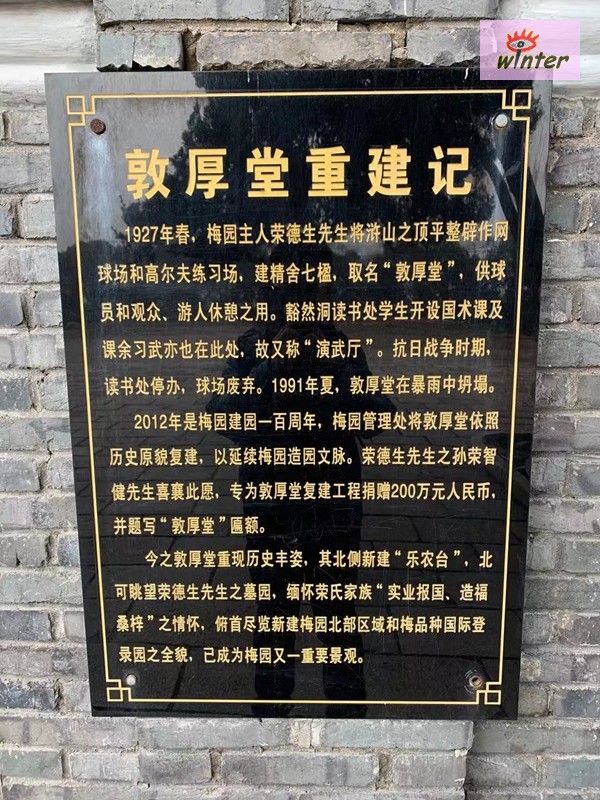 winter
敦厚堂重建记
1927年春，梅园主人荣德生先生将浒山之顶平整辟作网
球场和高尔夫练习场，建精舍七楹，取名“敦厚堂”，供球
员和观众、游人休憩之用。豁然洞读书处学生开设国术课及
课余习武亦也在此处，故又称“演武厅”。抗日战争时期，
读书处停办，球场废弃。1991年夏，敦厚堂在暴雨中坍塌。
2012年是梅园建园一百周年，梅园管理处将敦厚堂依照
历史原貌复建，以延续梅园造园文脉。荣德生先生之孙荣智
健先生喜襄此愿，专为敦厚堂复建工程捐赠200万元人民币，
并题写“敦厚堂”匾额。
今之敦厚堂重现历史丰姿，其北侧新建“乐农台”，北
可眺望荣德生先生之墓园，缅怀荣氏家族“实业报国、造福
桑梓”之情怀，俯首尽览新建梅园北部区域和梅品种国际登
录园之全貌，己成为梅园又一重要景观。